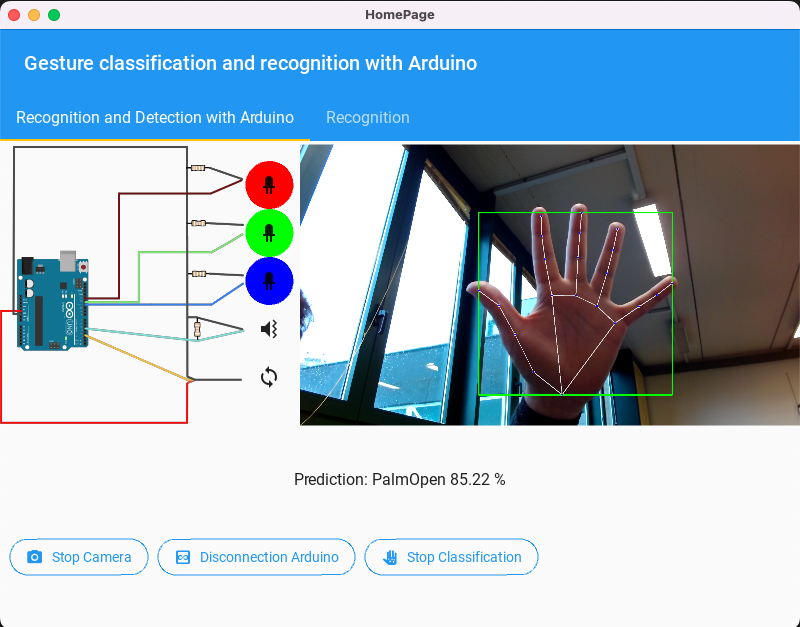 HomePage
Gesture classification and recognition with Arduino
Recognition and Detection with Arduino
Recognition
UNO
Prediction: PalmOpen 85.22 %
Stop Camera
Disconnection Arduino
Stop Classification